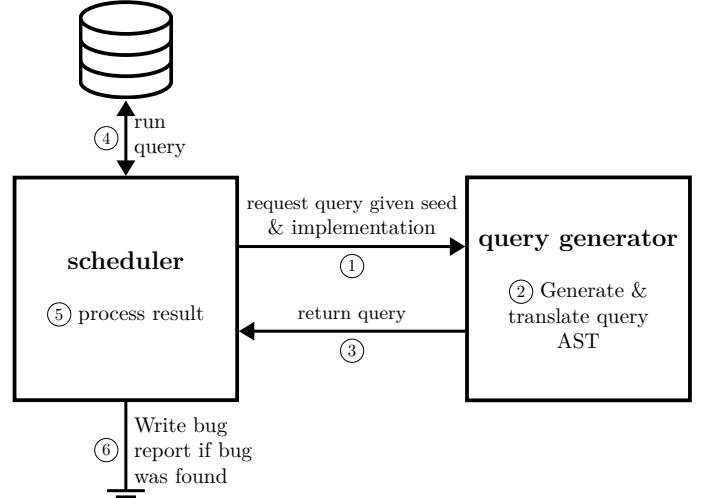 ④
run
query
request query given seed
& implementation
①
scheduler
⑤ process result
query generator
② Generate &
translate query
AST
return query
③
⑥
Write bug
report if bug
was found